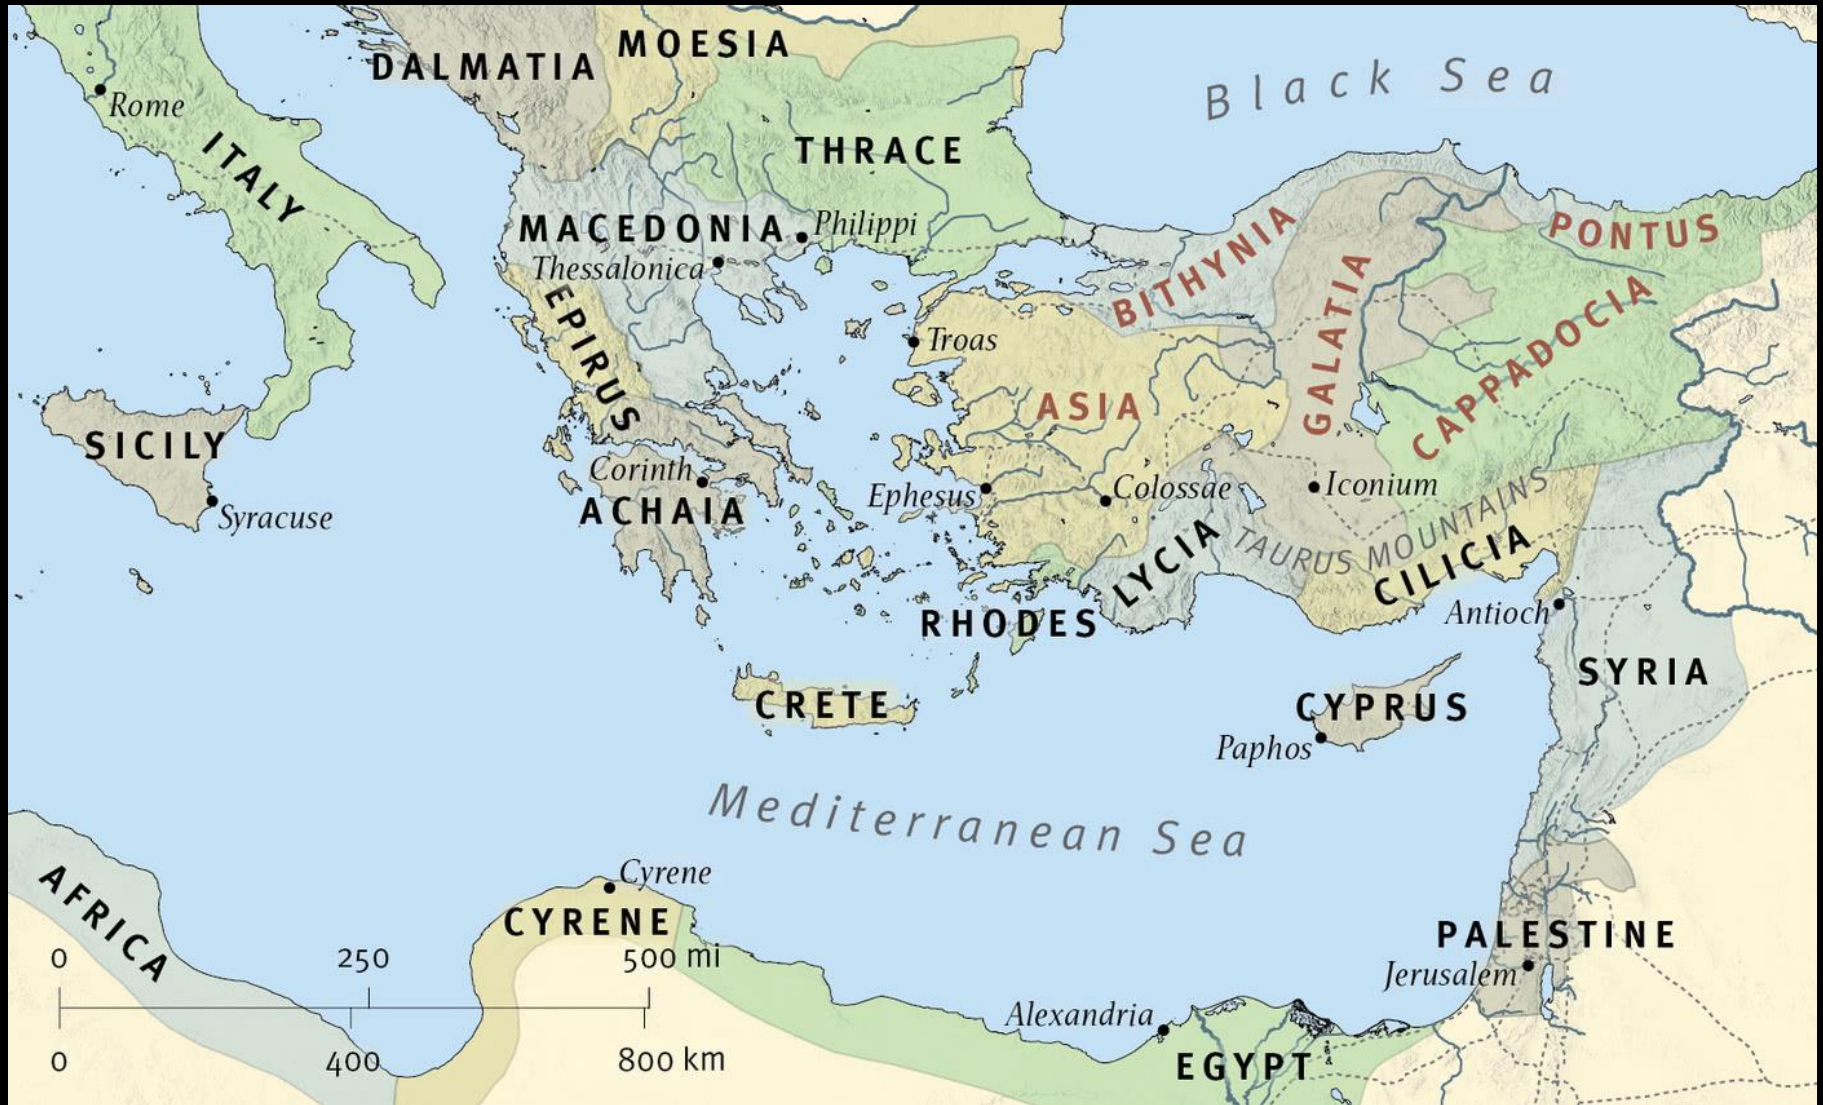 MOESIA
DALMATIA
Black Sea
Rome
ITALY
THRACE
MACEDONIA
Philippi
Thessalonica
BITHYNIA
PONTUS
GALATIA
CAPPADOCIA
EPIRUS
Troas
ASIA
SICILY
Corinth
ACHAIA
Ephesus
Colossae
Iconium
Syracuse
LYCIA
TAURUS MOUNTAINS
CILICIA
Antioch
RHODES
SYRIA
CRETE
CYPRUS
Paphos
Mediterranean Sea
AFRICA
Cyrene
CYRENE
PALESTINE
Jerusalem
Alexandria
EGYPT
0 250 500 mi
0 400 800 km